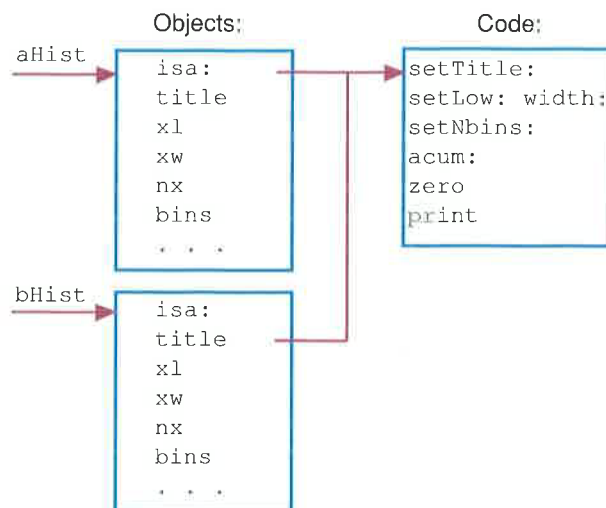 Objects:
Code:
aHist
isa:
title
xl
xw
nx
bins
. . .
setTitle:
setLow: width:
setNbins:
acum:
zero
print
bHist
isa:
title
xl
xw
nx
bins
. . .